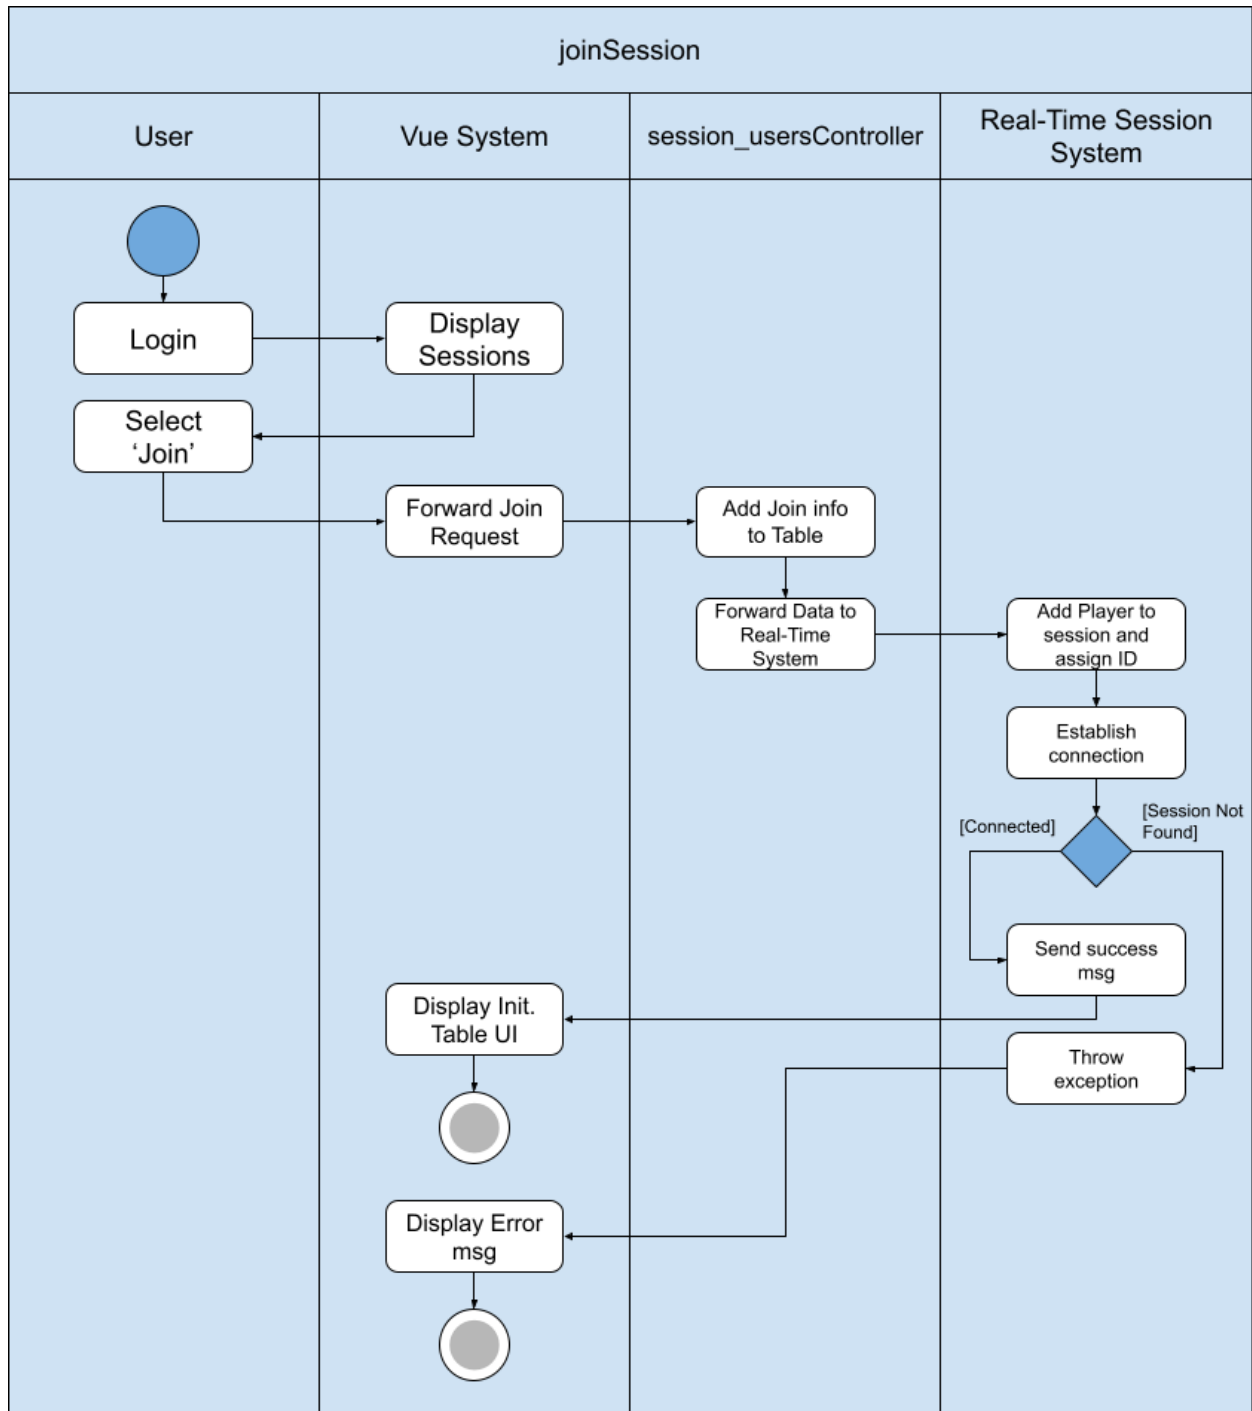 joinSession
User
Vue System
session_usersController
Real-Time Session
System
Login
Display
Sessions
Select
‘Join’
Forward Join
Request
Add Join info
to Table
Forward Data to
Real-Time
System
Add Player to
session and
assign ID
Establish
connection
[Connected]
[Session Not
Found]
Send success
msg
Display Init.
Table UI
Throw
exception
Display Error
msg